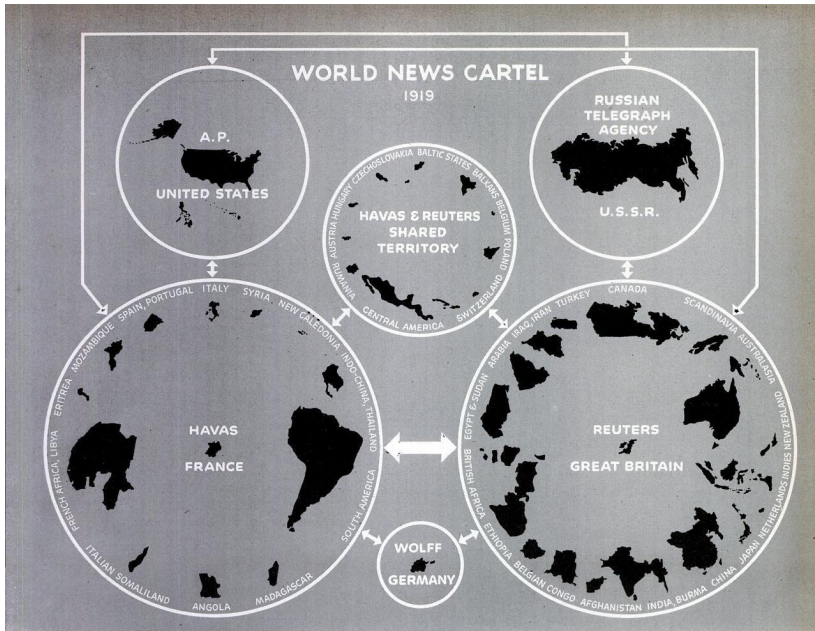 WORLD NEWS CARTEL
1919
A.P.
UNITED STATES
RUSSIAN
TELEGRAPH
AGENCY
U.S.S.R.
HAVAS & REUTERS
SHARED
TERRITORY
RUMANIA AUSTRIA HUNGARY CZECHOSLOVAKIA BALTIC STATES BALKANS BELGIUM POLAND SWITZERLAND CENTRAL AMERICA
HAVAS
FRANCE
FRENCH AFRICA, LIBYA ERITREA MOZAMBIQUE SPAIN, PORTUGAL ITALY SYRIA NEW CALEDONIA INDO-CHINA, THAILAND SOUTH AMERICA
ITALIAN SOMALILAND ANGOLA MADAGASCAR
REUTERS
GREAT BRITAIN
EGYPT & SUDAN ARABIA IRAQ, IRAN TURKEY CANADA SCANDINAVIA AUSTRALASIA NEW ZEALAND
BRITISH AFRICA ETHIOPIA BELGIAN CONGO AFGHANISTAN INDIA, BURMA CHINA JAPAN NETHERLANDS INDIES
WOLFF
GERMANY